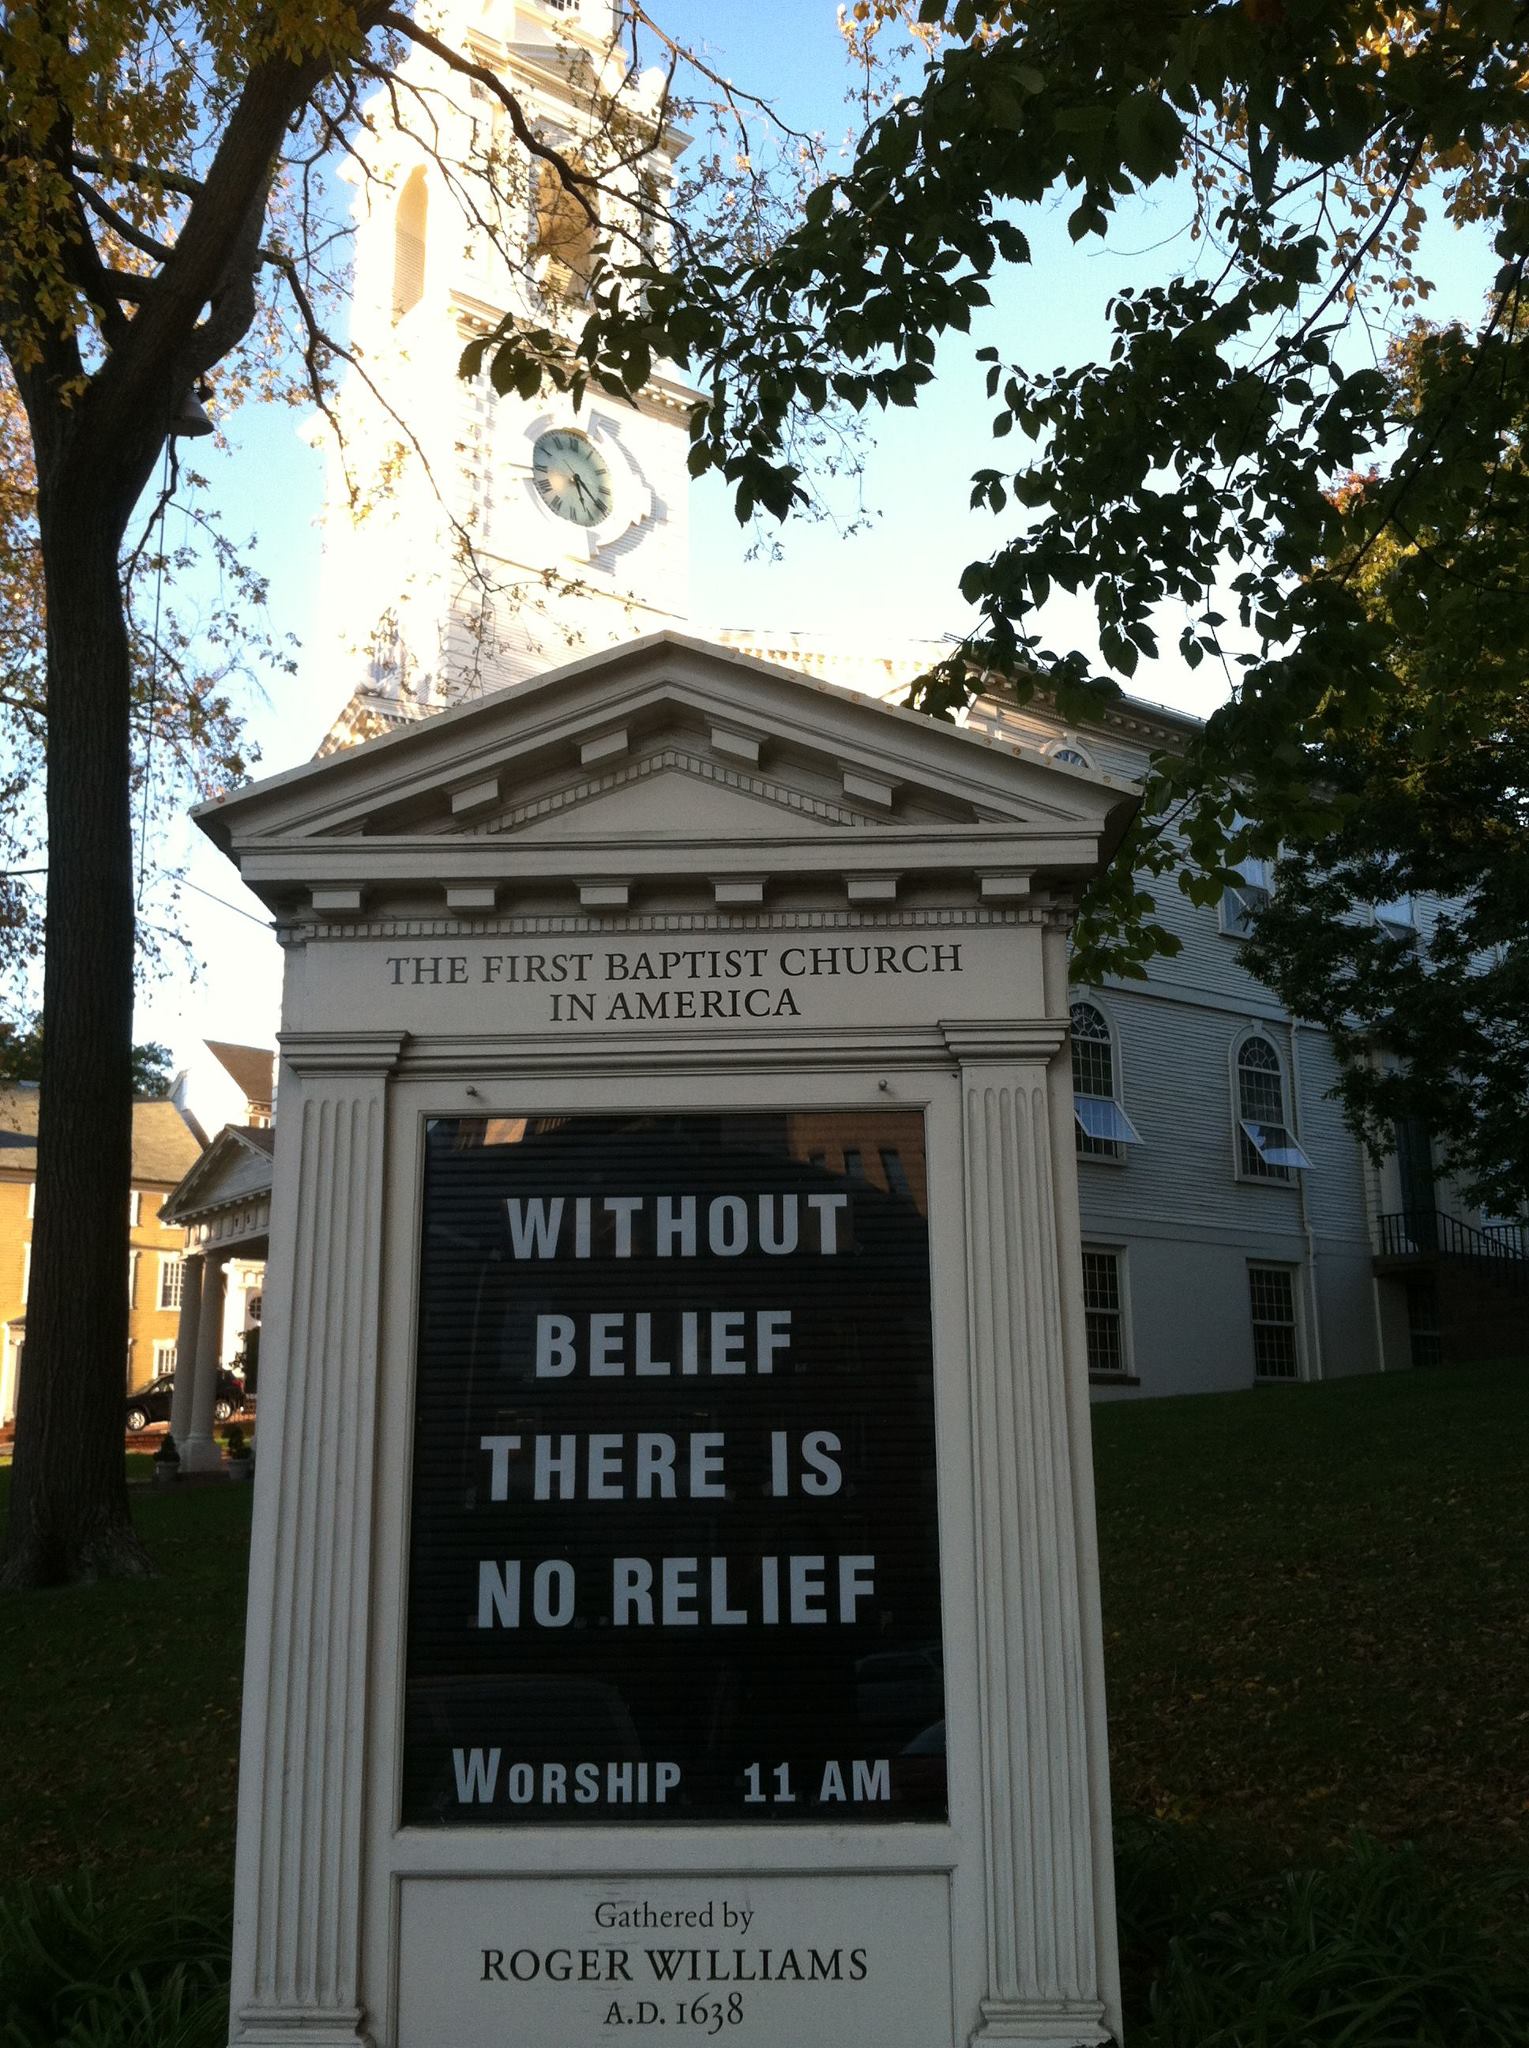 THE FIRST BAPTIST CHURCH
IN AMERICA
WITHOUT
BELIEF
THERE IS
NO RELIEF
WORSHIP 11 AM
Gathered by
ROGER WILLIAMS
A.D. 1638